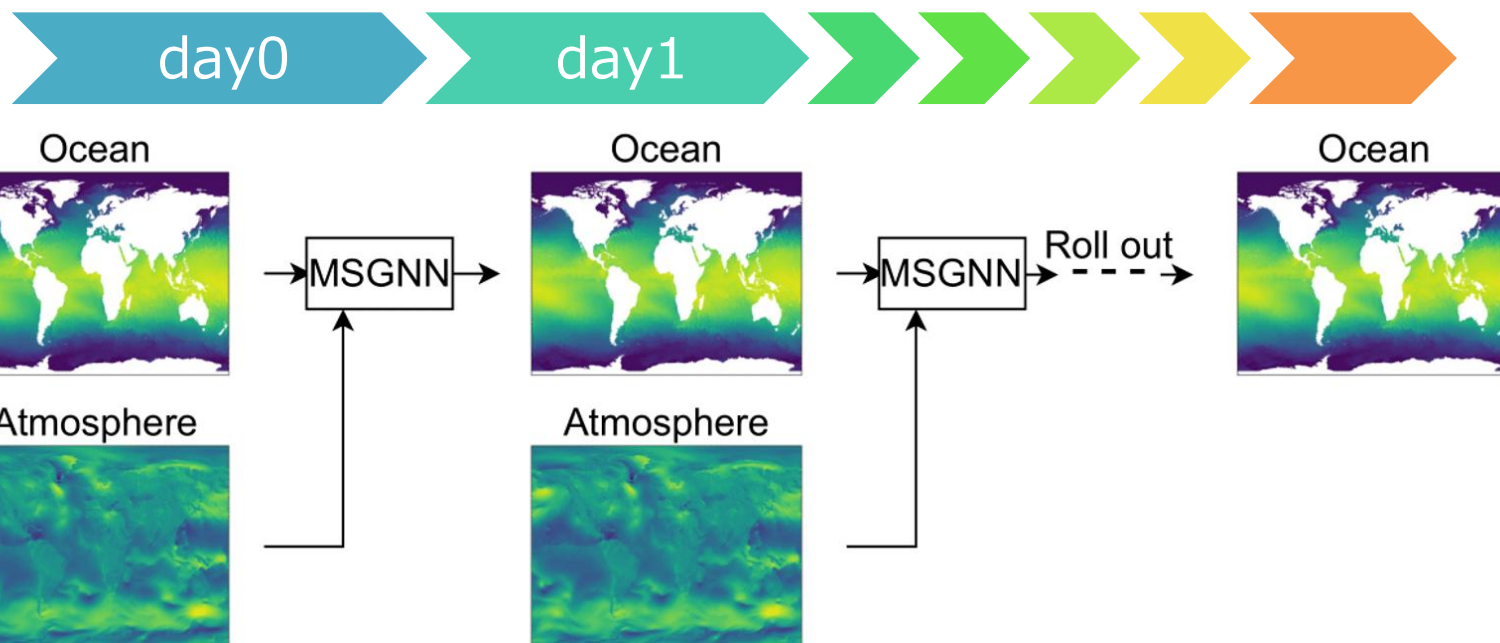 day0
day1
Ocean
Ocean
Ocean
MSGNN
MSGNN
Roll out
Atmosphere
Atmosphere